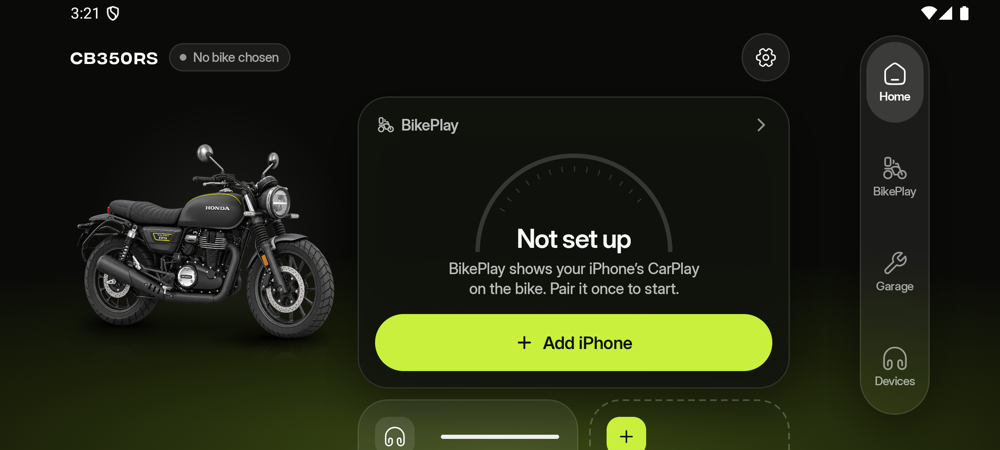 3:21
CB350RS
No bike chosen
BikePlay
Not set up
BikePlay shows your iPhone's CarPlay
on the bike. Pair it once to start.
Add iPhone
HONDA
Home
BikePlay
Garage
Devices